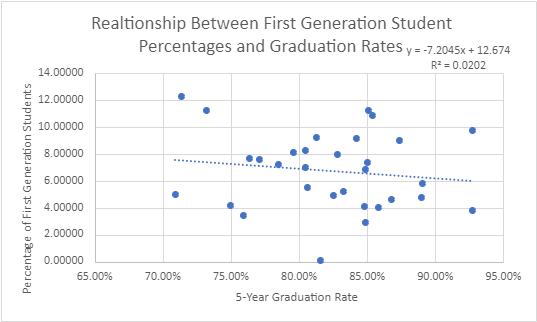 Realtionship Between First Generation Student
Percentages and Graduation Rates
y = -7.2045x + 12.674
R² = 0.0202
14.00000
12.00000
10.00000
8.00000
6.00000
4.00000
2.00000
0.00000
Percentage of First Generation Students
65.00% 70.00% 75.00% 80.00% 85.00% 90.00% 95.00%
5-Year Graduation Rate